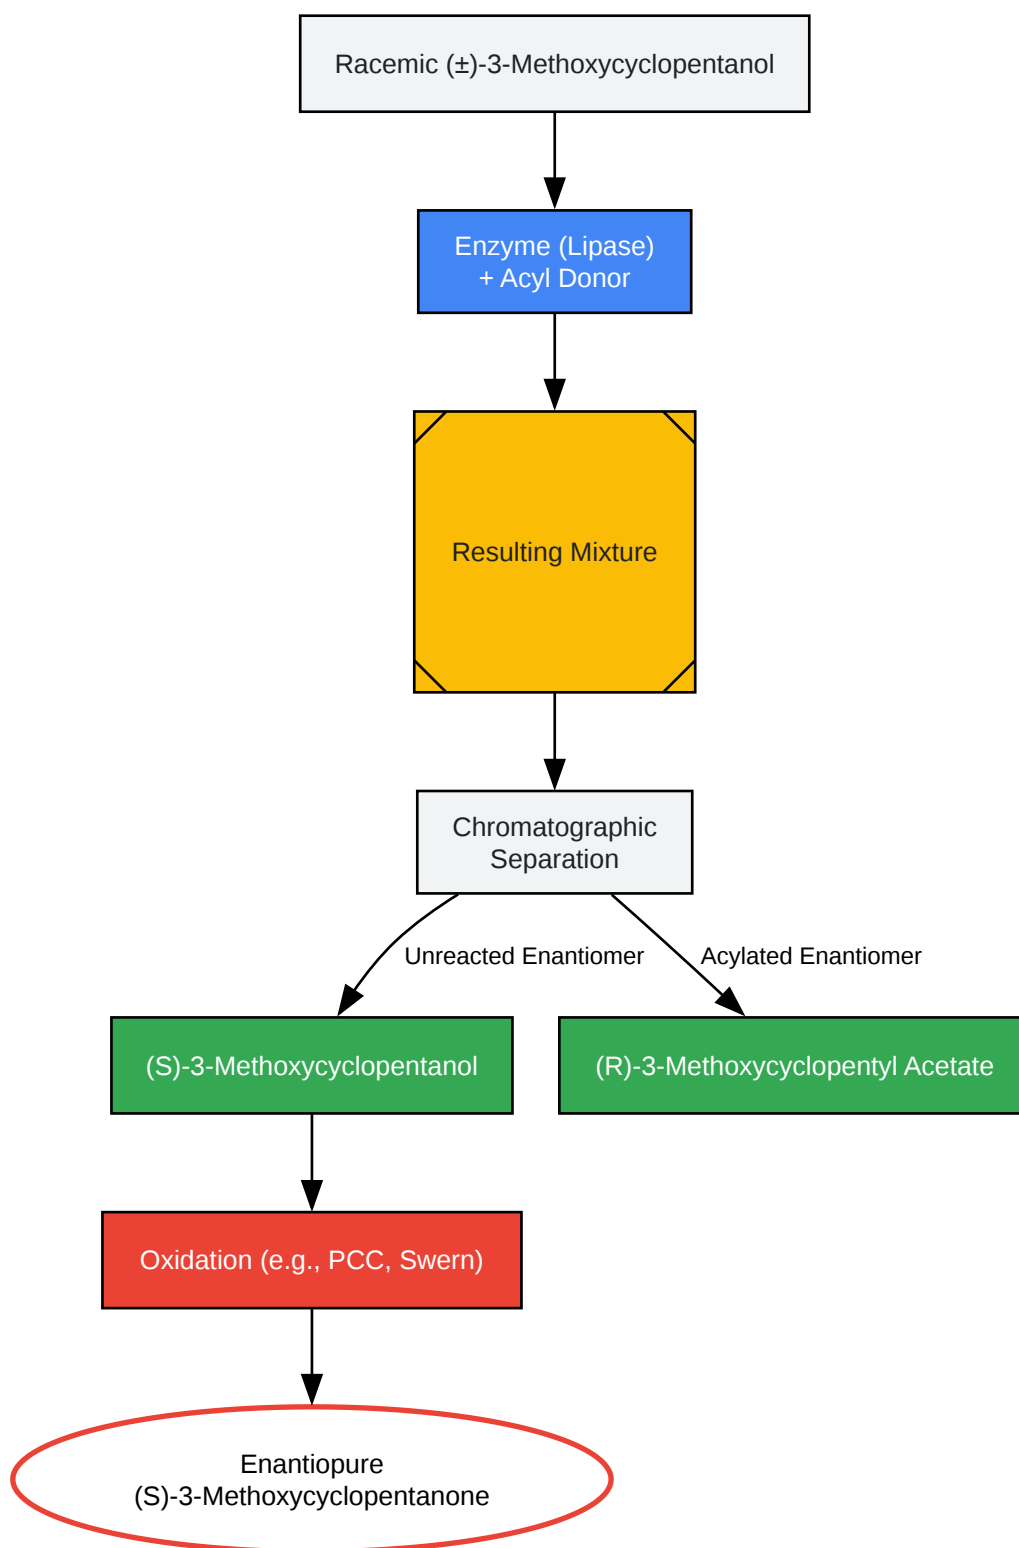 Racemic (±)-3-Methoxycyclopentanol
Enzyme (Lipase)
+ Acyl Donor
Resulting Mixture
Chromatographic
Separation
Unreacted Enantiomer
Acylated Enantiomer
(S)-3-Methoxycyclopentanol
(R)-3-Methoxycyclopentyl Acetate
Oxidation (e.g., PCC, Swern)
Enantiopure
(S)-3-Methoxycyclopentanone